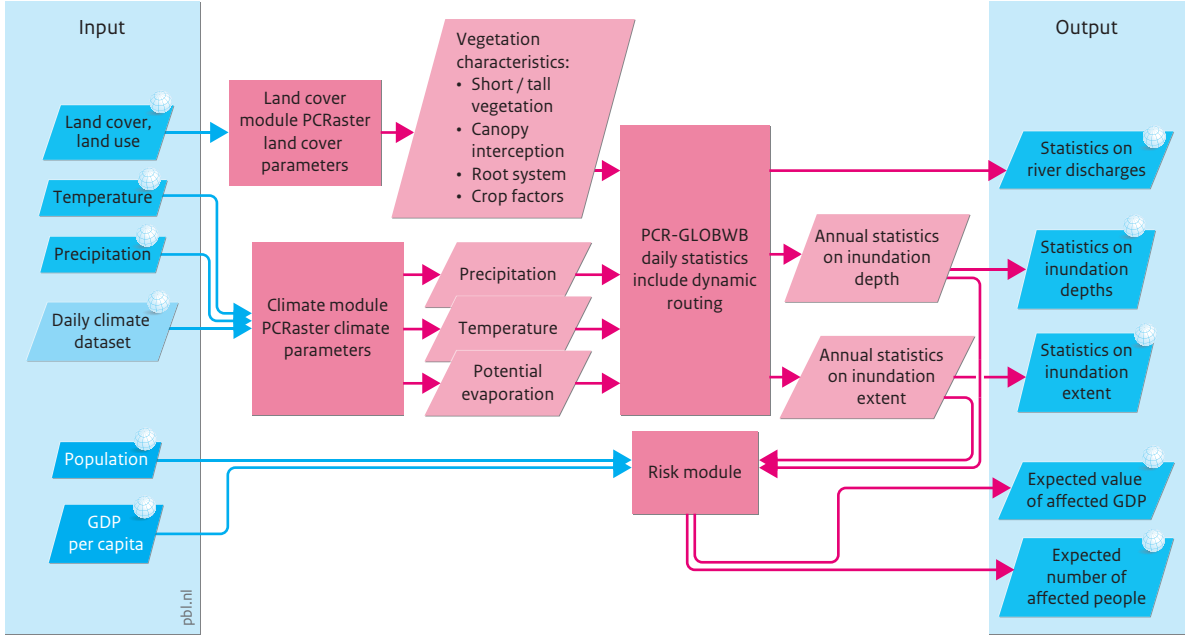 Input
Land cover,
land use
Temperature
Precipitation
Daily climate
dataset
Population
GDP
per capita
pbl.nl
Land cover
module PCRaster
land cover
parameters
Climate module
PCRaster climate
parameters
Vegetation
characteristics:
• Short / tall
vegetation
• Canopy
interception
• Root system
• Crop factors
Precipitation
Temperature
Potential
evaporation
PCR-GLOBWB
daily statistics
include dynamic
routing
Risk module
Annual statistics
on inundation
depth
Annual statistics
on inundation
extent
Output
Statistics on
river discharges
Statistics on
inundation
depths
Statistics on
inundation
extent
Expected value
of affected GDP
Expected
number of
affected people